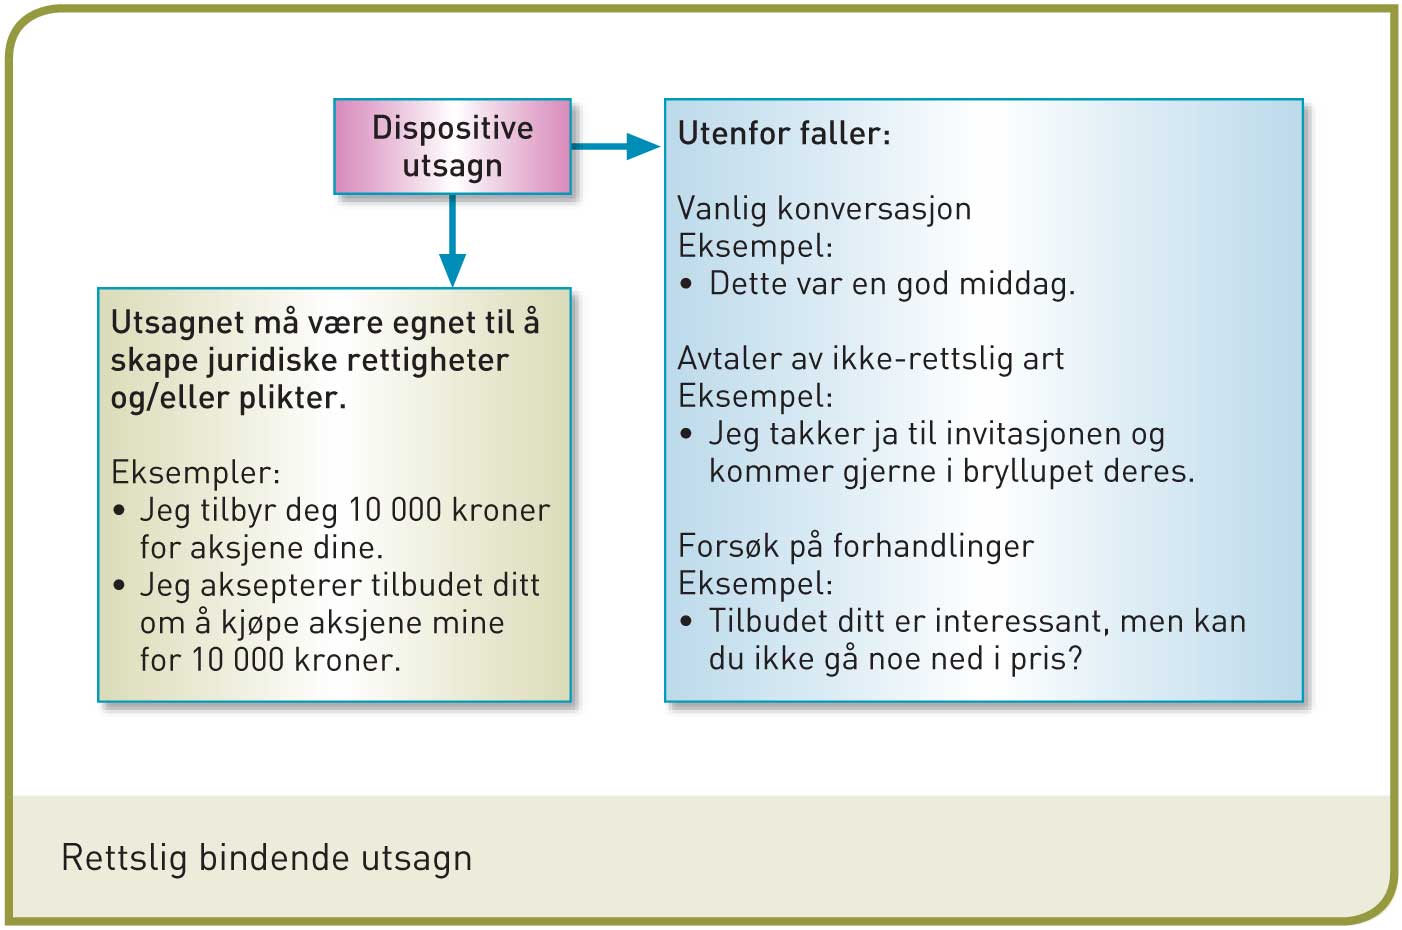 Dispositive
utsagn
Utsagnet må være egnet til å
skape juridiske rettigheter
og/eller plikter.
Eksempler:
• Jeg tilbyr deg 10 000 kroner
for aksjene dine.
• Jeg aksepterer tilbudet ditt
om å kjøpe aksjene mine
for 10 000 kroner.
Utenfor faller:
Vanlig konversasjon
Eksempel:
• Dette var en god middag.
Avtaler av ikke-rettslig art
Eksempel:
• Jeg takker ja til invitasjonen og
kommer gjerne i bryllupet deres.
Forsøk på forhandlinger
Eksempel:
• Tilbudet ditt er interessant, men kan
du ikke gå noe ned i pris?
Rettslig bindende utsagn